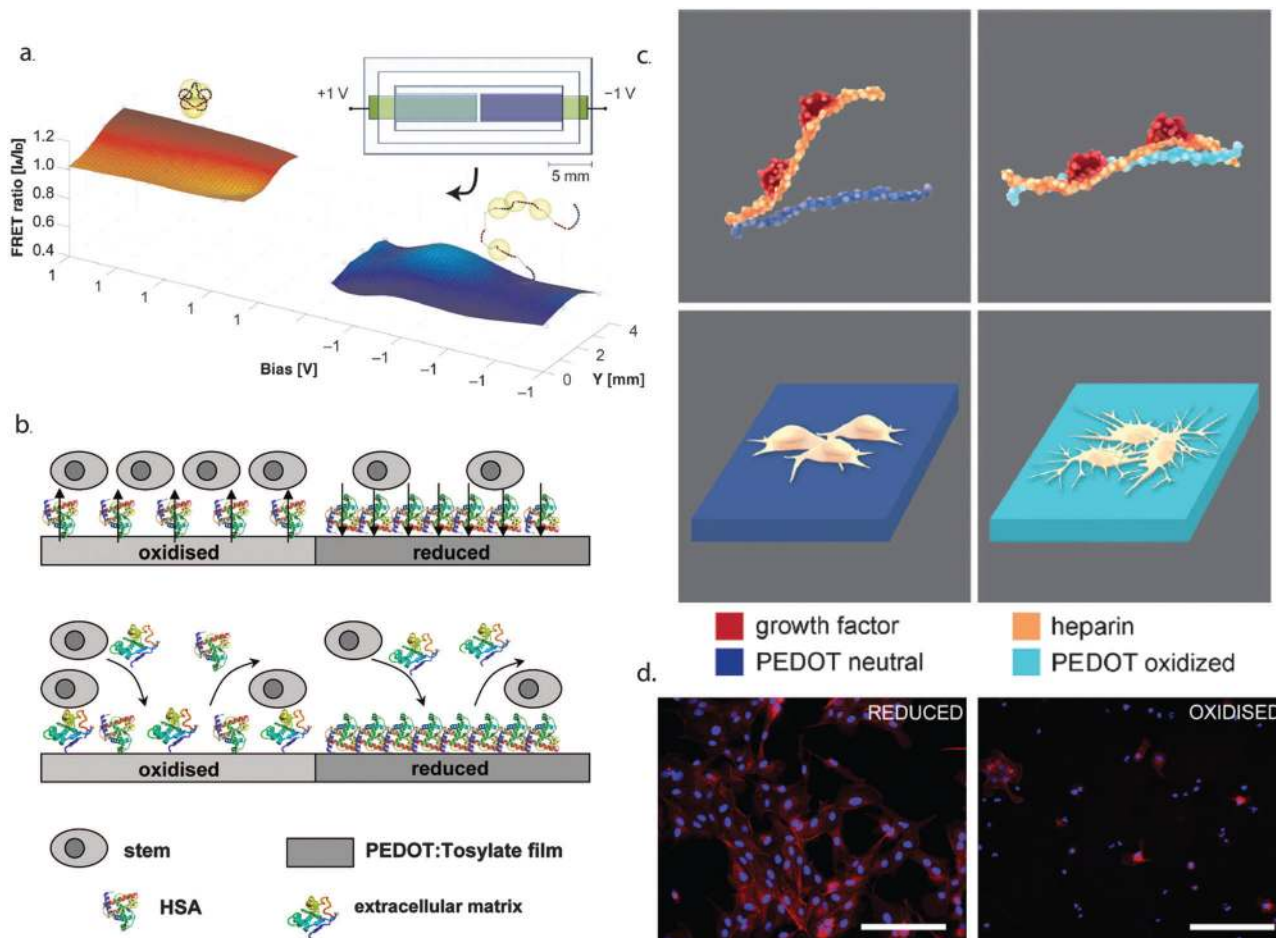 a.
+1 V
−1 V
5 mm
FRET ratio [IA/ID]
1.2
1.0
0.8
0.6
0.4
1
1
1
1
1
−1
−1
−1
−1
−1
Bias [V]
0
2
4
Y [mm]
b.
oxidised
reduced
oxidised
reduced
stem
PEDOT:Tosylate film
HSA
extracellular matrix
c.
growth factor
heparin
PEDOT neutral
PEDOT oxidized
d.
REDUCED
OXIDISED